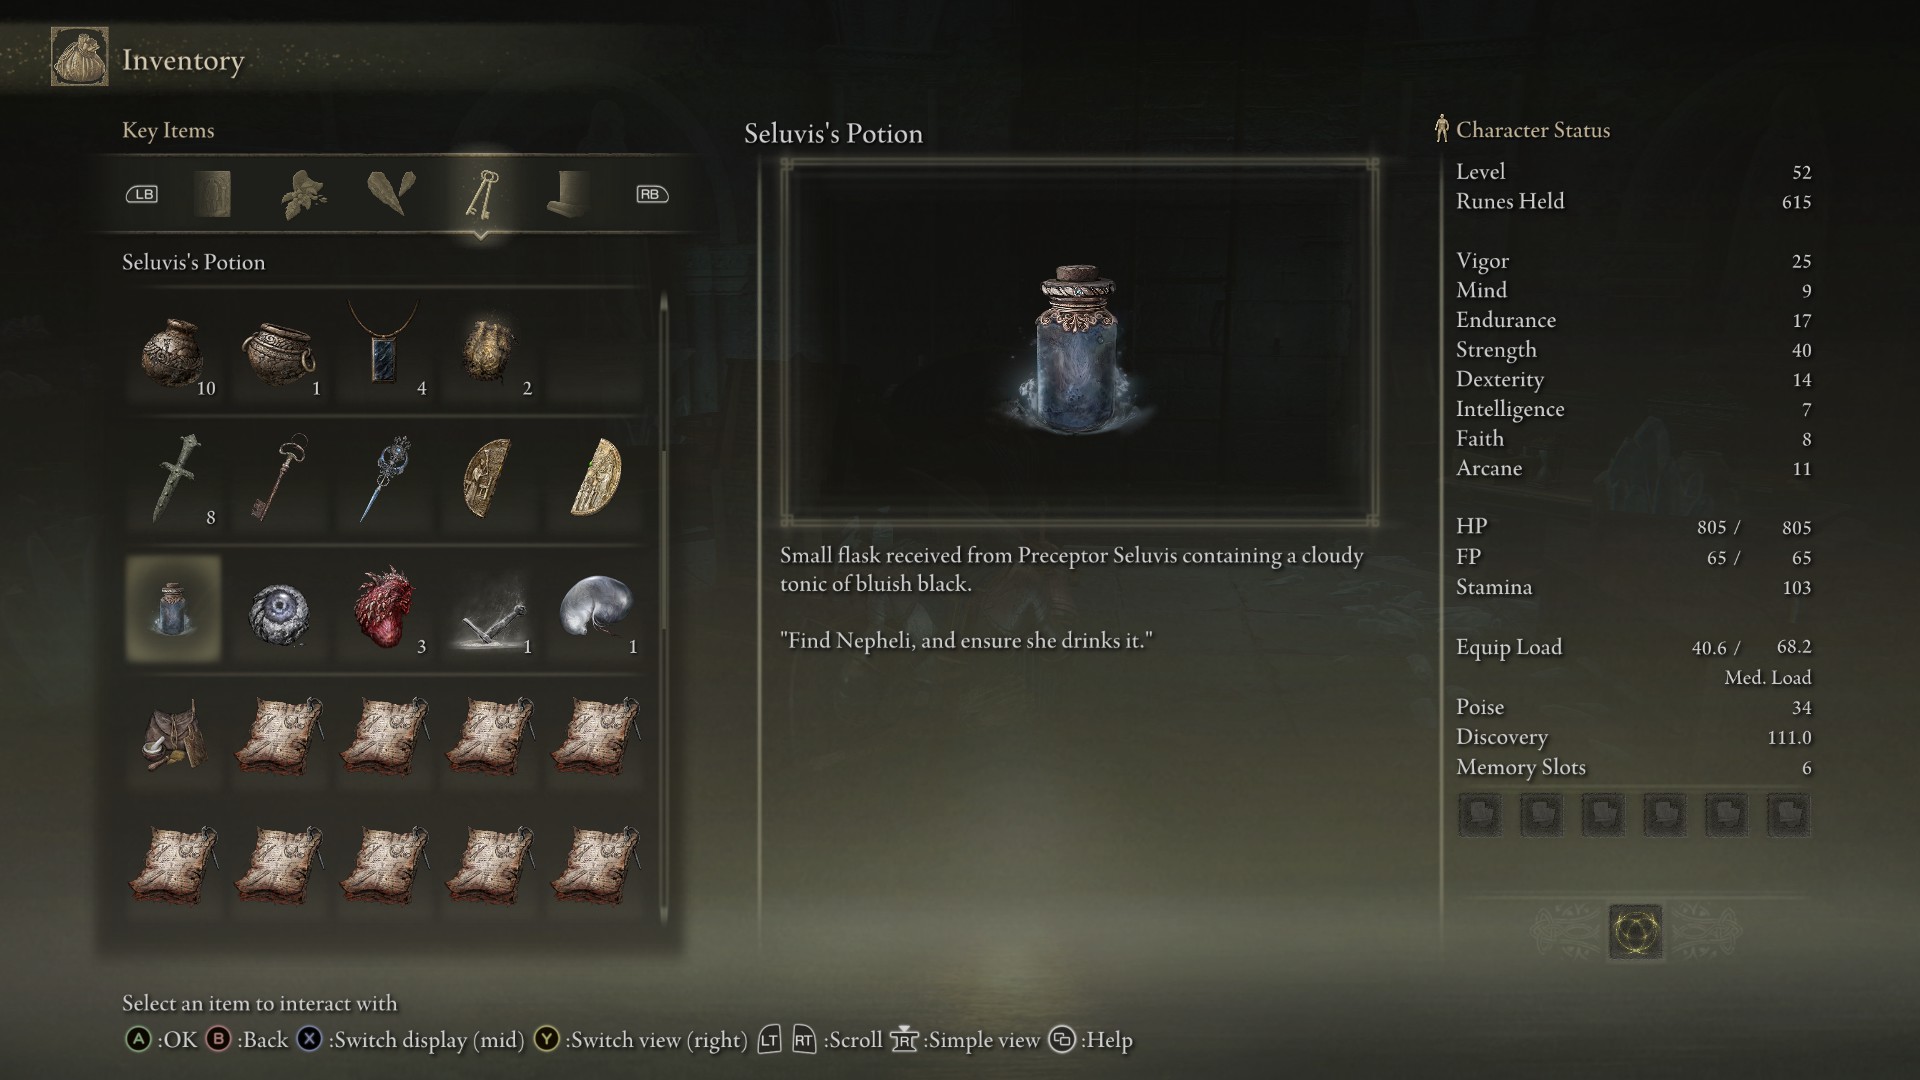 Inventory
Key Items
LB
RB
Seluvis's Potion
10
1
4
2
8
3
1
1
Seluvis's Potion
Small flask received from Preceptor Seluvis containing a cloudy
tonic of bluish black.
"Find Nepheli, and ensure she drinks it."
Character Status
Level 52
Runes Held 615
Vigor 25
Mind 9
Endurance 17
Strength 40
Dexterity 14
Intelligence 7
Faith 8
Arcane 11
HP 805 / 805
FP 65 / 65
Stamina 103
Equip Load 40.6 / 68.2
Med. Load
Poise 34
Discovery 111.0
Memory Slots 6
Select an item to interact with
A :OK B :Back X :Switch display (mid) Y :Switch view (right) LT RT :Scroll R :Simple view :Help